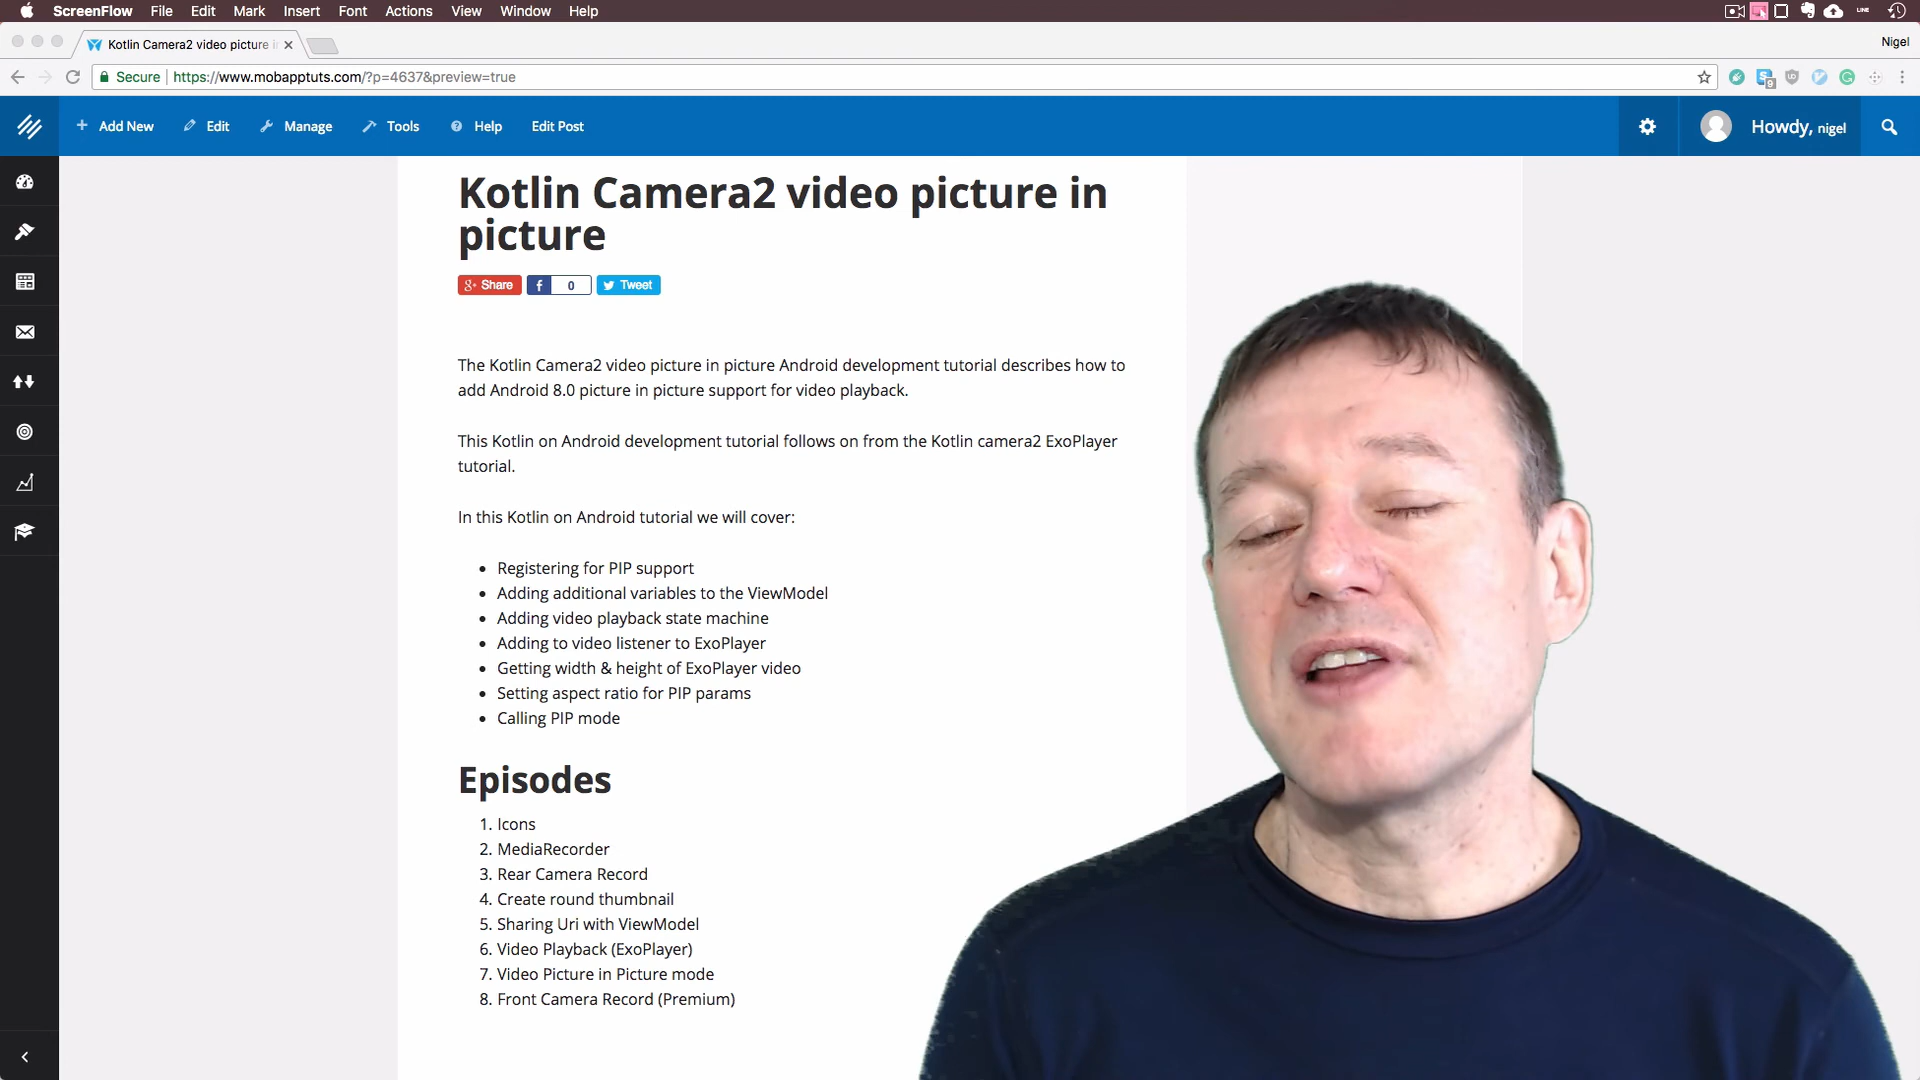 ScreenFlow File Edit Mark Insert Font Actions View Window Help
Kotlin Camera2 video picture i
Nigel
Secure https://www.mobapptuts.com/?p=4637&preview=true
Add New Edit Manage Tools Help Edit Post Howdy, nigel
Kotlin Camera2 video picture in
picture
Share 0 Tweet
The Kotlin Camera2 video picture in picture Android development tutorial describes how to
add Android 8.0 picture in picture support for video playback.
This Kotlin on Android development tutorial follows on from the Kotlin camera2 ExoPlayer
tutorial.
In this Kotlin on Android tutorial we will cover:
• Registering for PIP support
• Adding additional variables to the ViewModel
• Adding video playback state machine
• Adding to video listener to ExoPlayer
• Getting width & height of ExoPlayer video
• Setting aspect ratio for PIP params
• Calling PIP mode
Episodes
1. Icons
2. MediaRecorder
3. Rear Camera Record
4. Create round thumbnail
5. Sharing Uri with ViewModel
6. Video Playback (ExoPlayer)
7. Video Picture in Picture mode
8. Front Camera Record (Premium)